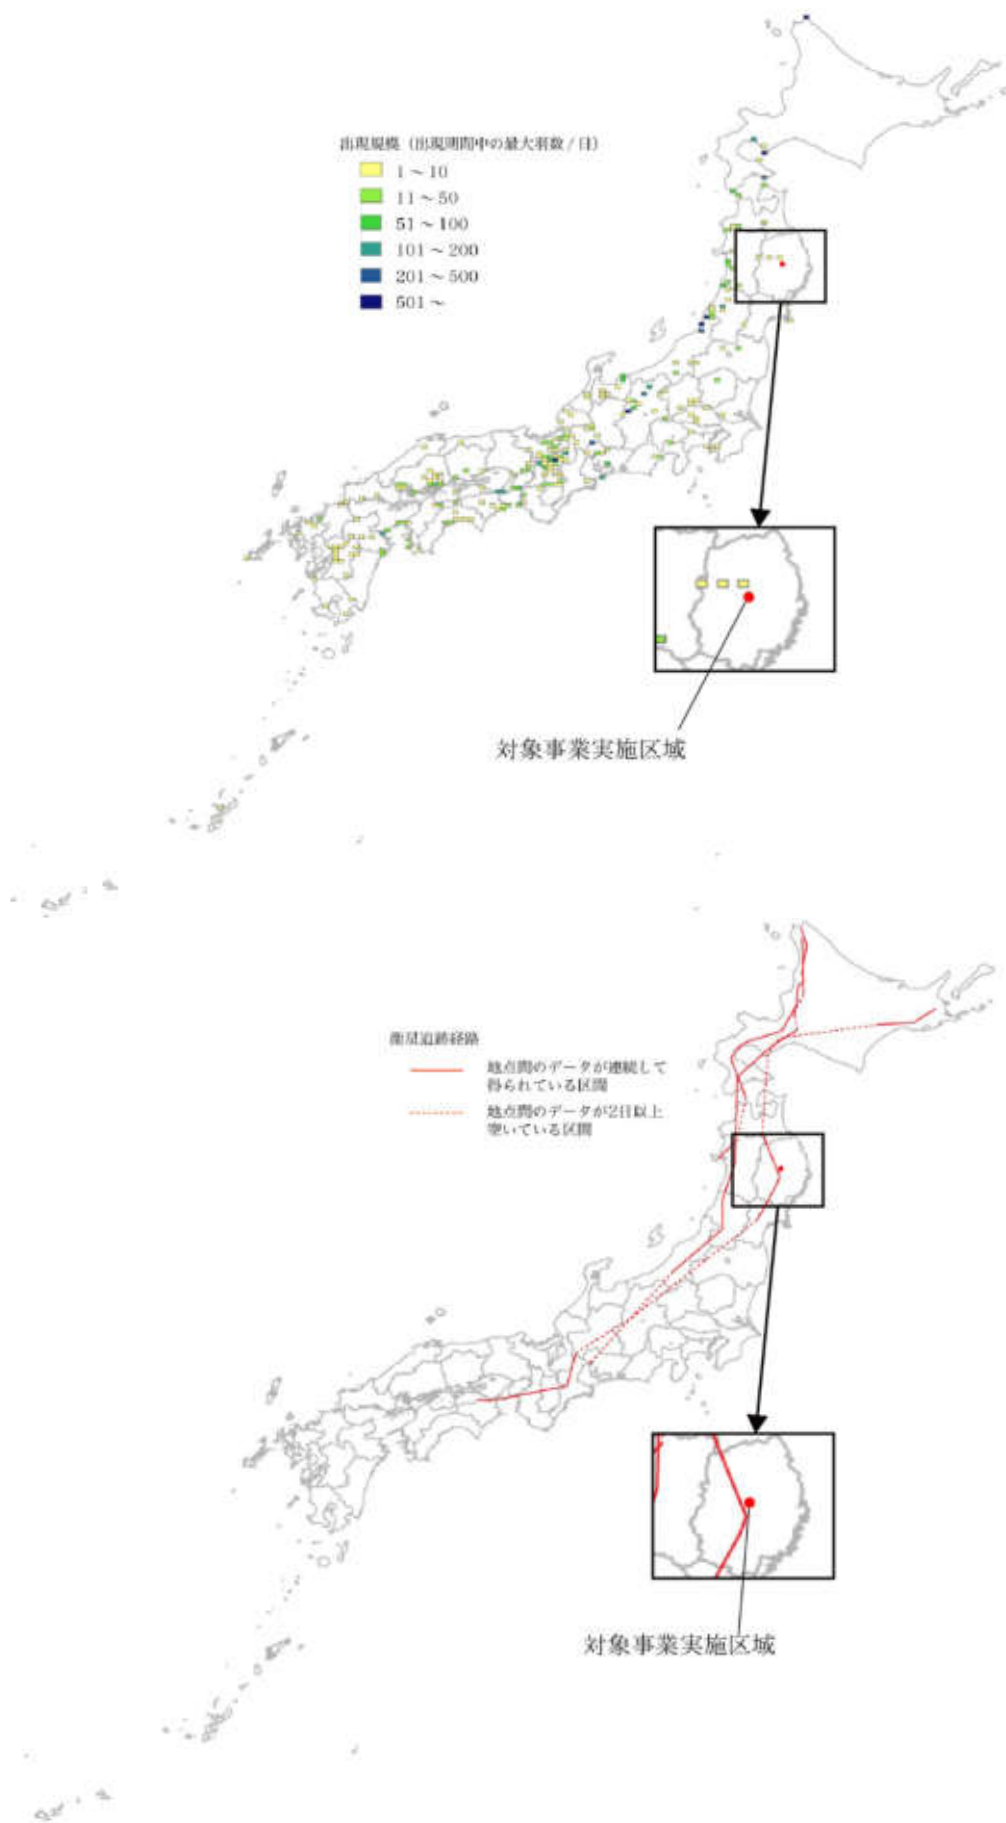 出現規模（出現期間中の最大羽数 / 日）
1 ～ 10
11 ～ 50
51 ～ 100
101 ～ 200
201 ～ 500
501 ～
対象事業実施区域
衛星追跡経路
地点間のデータが連続して
得られている区間
地点間のデータが2日以上
空いている区間
対象事業実施区域